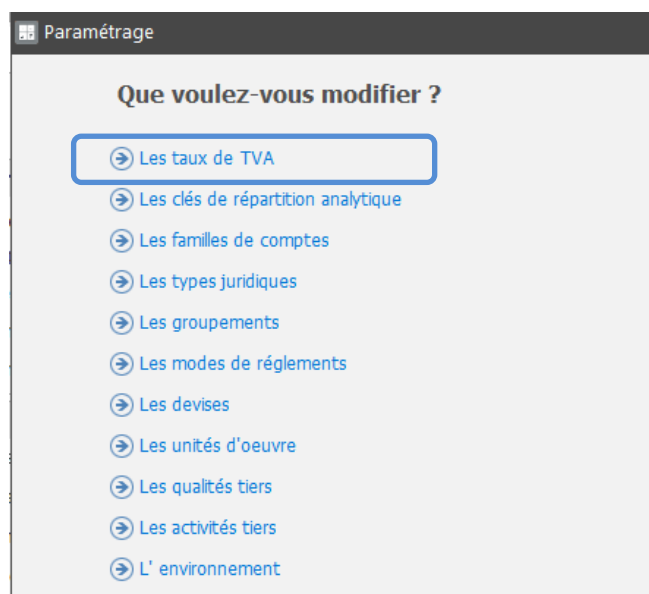 Paramétrage
Que voulez-vous modifier ?
Les taux de TVA
Les clés de répartition analytique
Les familles de comptes
Les types juridiques
Les groupements
Les modes de réglements
Les devises
Les unités d'oeuvre
Les qualités tiers
Les activités tiers
L' environnement